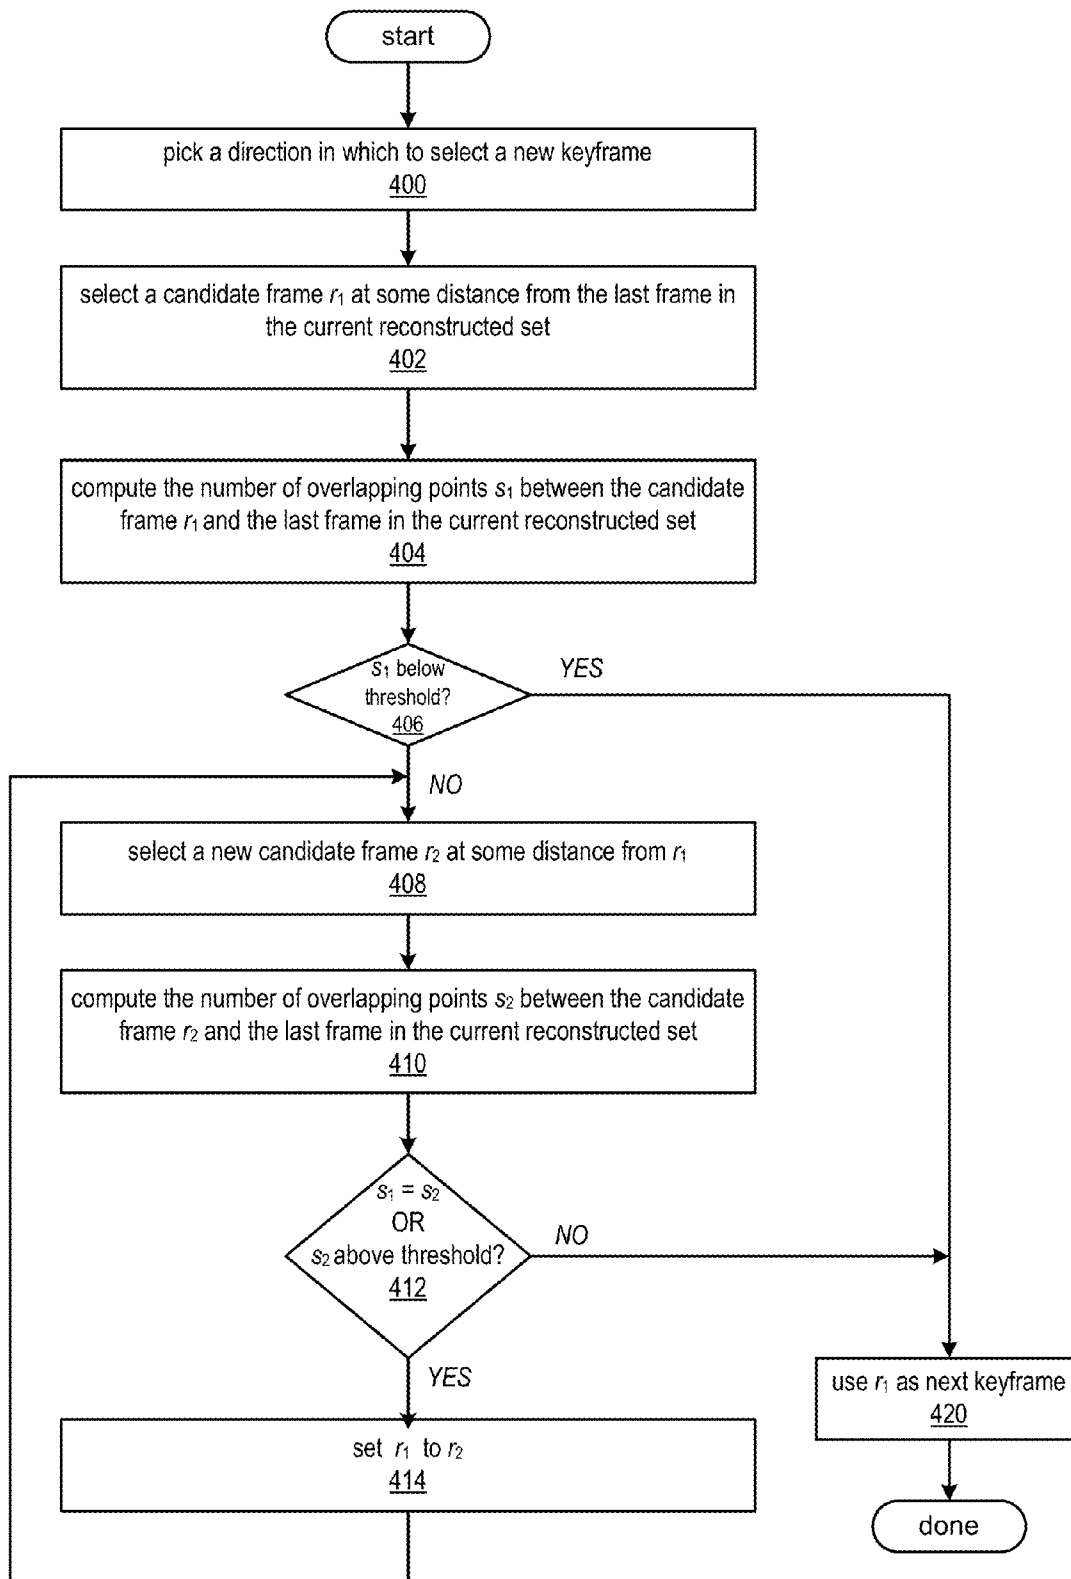 start
pick a direction in which to select a new keyframe
400
select a candidate frame r₁ at some distance from the last frame in
the current reconstructed set
402
compute the number of overlapping points s₁ between the candidate
frame r₁ and the last frame in the current reconstructed set
404
s₁ below
threshold?
406
YES
NO
select a new candidate frame r₂ at some distance from r₁
408
compute the number of overlapping points s₂ between the candidate
frame r₂ and the last frame in the current reconstructed set
410
s₁ = s₂
OR
s₂ above threshold?
412
NO
YES
set r₁ to r₂
414
use r₁ as next keyframe
420
done